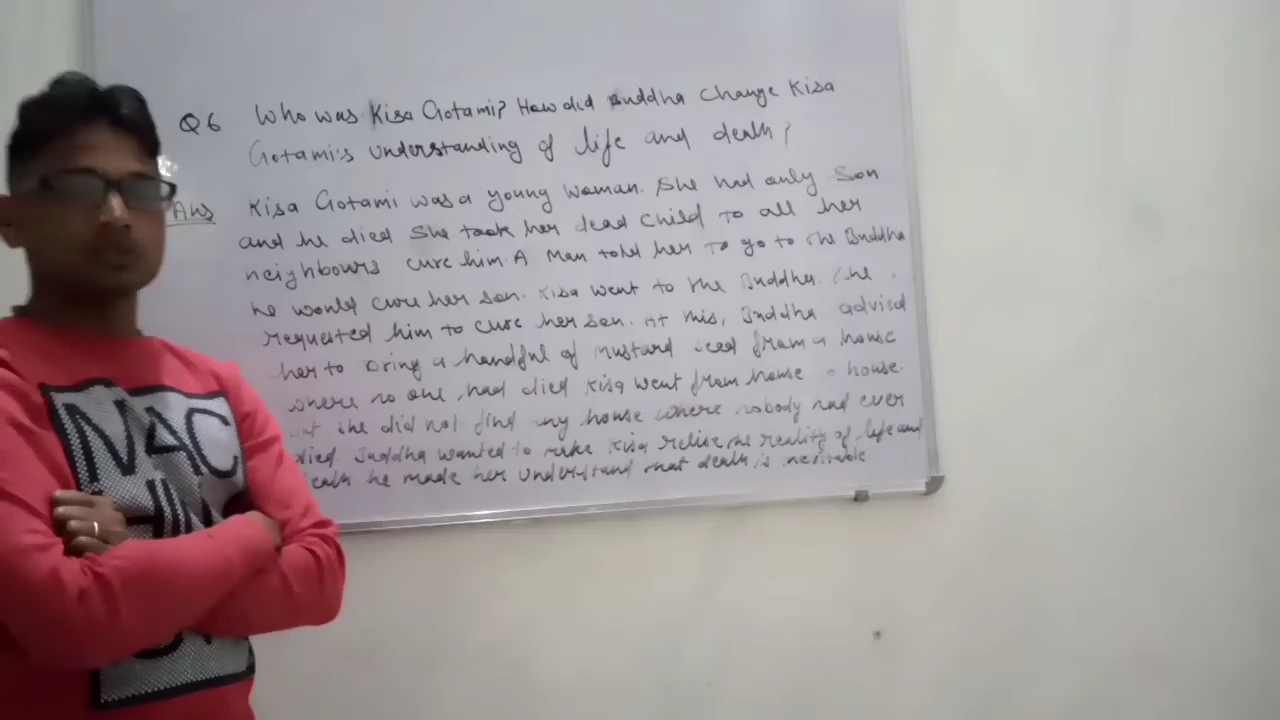 Q6 Who was Kisa Gotami? How did Buddha change Kisa
Gotami's understanding of life and death?
Ans Kisa Gotami was a young woman. She had only Son
and he died She took her dead child to all her
neighbours cure him. A Man told her to go to the Buddha
he would cure her son. Kisa went to the Buddha. She
requested him to cure her son. At this, Buddha advised
her to bring a handful of mustard seed from a house
where no one had died Kisa went from house house.
she did not find any house where nobody had ever
died Buddha wanted to make Kisa relise the reality of life and
death he made her understand that death is
NAC
HIN